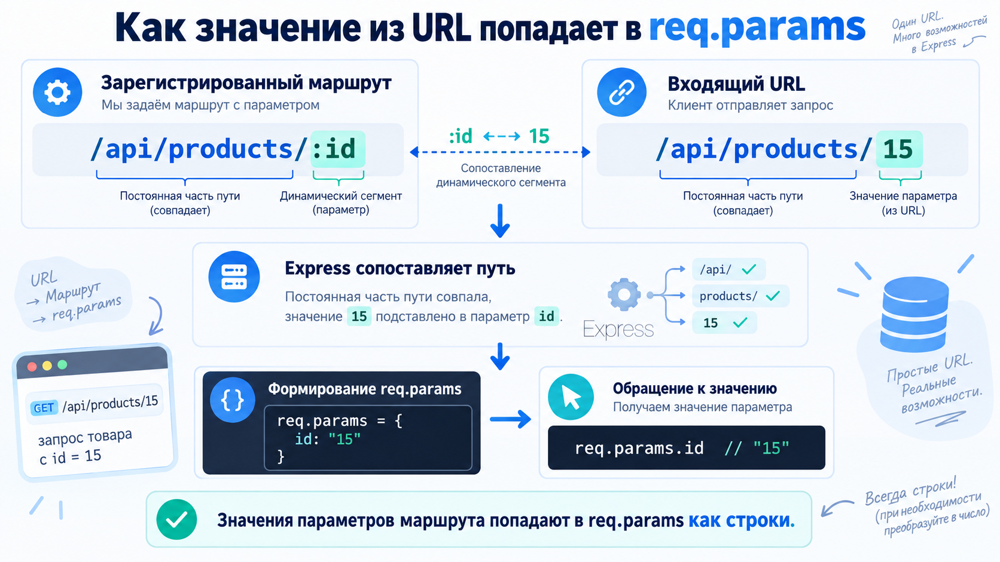 Как значение из URL попадает в req.params
Один URL.
Много возможностей
в Express
Зарегистрированный маршрут
Мы задаём маршрут с параметром
/api/products/:id
Постоянная часть пути
(совпадает)
Динамический сегмент
(параметр)
:id ←--→ 15
Сопоставление
динамического сегмента
Входящий URL
Клиент отправляет запрос
/api/products/15
Постоянная часть пути
(совпадает)
Значение параметра
(из URL)
URL
→ Маршрут
→ req.params
Express сопоставляет путь
Постоянная часть пути совпала,
значение 15 подставлено в параметр id.
Express
/api/ ✓
products/ ✓
15 ✓
GET /api/products/15
запрос товара
с id = 15
{} Формирование req.params
req.params = {
id: "15"
}
Обращение к значению
Получаем значение параметра
req.params.id // "15"
Простые URL.
Реальные
возможности.
Значения параметров маршрута попадают в req.params как строки.
Всегда строки!
(при необходимости
преобразуйте в число)